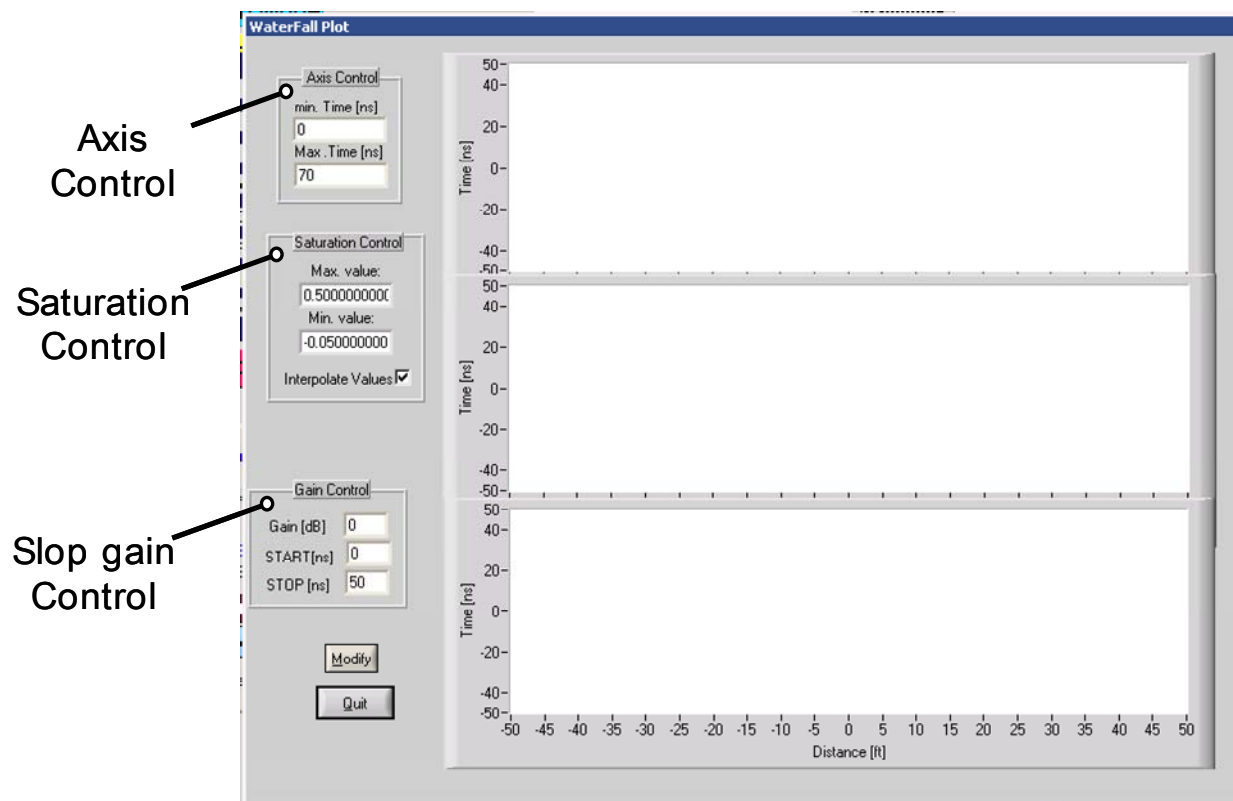 WaterFall Plot
Axis
Control
Saturation
Control
Slop gain
Control
Axis Control
min. Time [ns]
0
Max .Time [ns]
70
Saturation Control
Max. value:
0.5000000000
Min. value:
-0.050000000
Interpolate Values
Gain Control
Gain [dB] 0
START[ns] 0
STOP [ns] 50
Modify
Quit
50
40
20
0
-20
-40
-50
Time [ns]
50
40
20
0
-20
-40
-50
Time [ns]
50
40
20
0
-20
-40
-50
Time [ns]
-50 -45 -40 -35 -30 -25 -20 -15 -10 -5 0 5 10 15 20 25 30 35 40 45 50
Distance [ft]